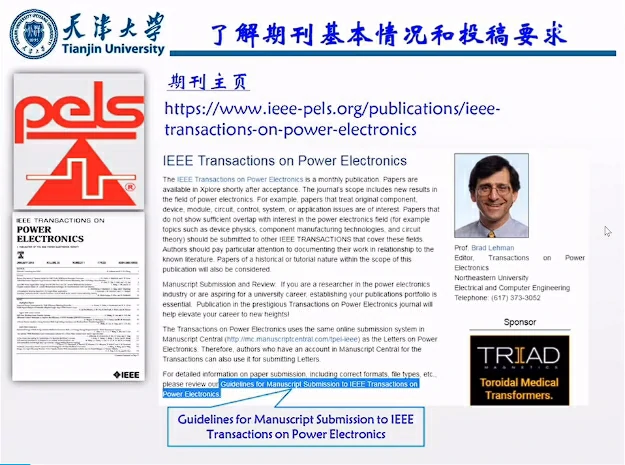 天津大学
Tianjin University
了解期刊基本情况和投稿要求
期刊主页
https://www.ieee-pels.org/publications/ieee-
transactions-on-power-electronics
pels
IEEE TRANSACTIONS ON
POWER
ELECTRONICS
IEEE
IEEE Transactions on Power Electronics
The IEEE Transactions on Power Electronics is a monthly publication. Papers are
available in Xplore shortly after acceptance. The journal's scope includes new results in
the field of power electronics. For example, papers that treat original component,
device, module, circuit, control, system, or application issues are of interest. Papers that
do not show sufficient overlap with interest in the power electronics field (for example
topics such as device physics, component manufacturing technologies, and circuit
theory) should be submitted to other IEEE TRANSACTIONS that cover these fields.
Authors should pay particular attention to documenting their work in relationship to the
known literature. Papers of a historical or tutorial nature within the scope of this
publication will also be considered.
Manuscript Submission and Review: If you are a researcher in the power electronics
industry or are aspiring for a university career, establishing your publications portfolio is
essential. Publication in the prestigious Transactions on Power Electronics journal will
help elevate your career to new heights!
The Transactions on Power Electronics uses the same online submission system in
Manuscript Central (http://mc.manuscriptcentral.com/tpel-ieee) as the Letters on Power
Electronics. Therefore, authors who have an account in Manuscript Central for the
Transactions can also use it for submitting Letters.
For detailed information on paper submission, including correct formats, file types, etc.,
please review our Guidelines for Manuscript Submission to IEEE Transactions on
Power Electronics.
Prof. Brad Lehman
Editor, Transactions on Power
Electronics
Northeastern University
Electrical and Computer Engineering
Telephone: (617) 373-3052
Sponsor
TRIAD
MAGNETICS
Toroidal Medical
Transformers.
Guidelines for Manuscript Submission to IEEE
Transactions on Power Electronics